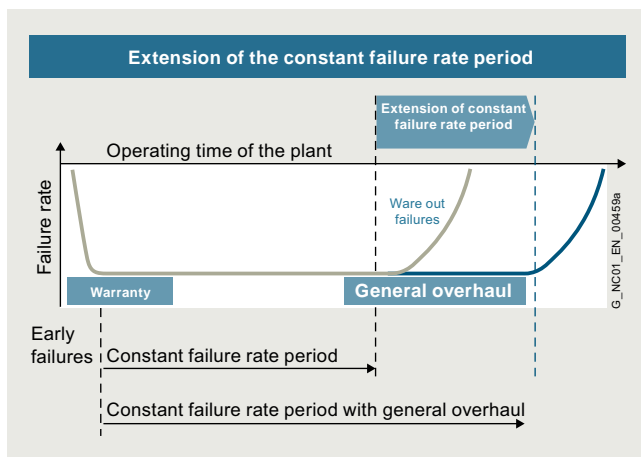 Extension of the constant failure rate period
Extension of constant
failure rate period
Operating time of the plant
Failure rate
Ware out
failures
G_NC01_EN_00459a
Warranty
General overhaul
Early
failures
Constant failure rate period
Constant failure rate period with general overhaul